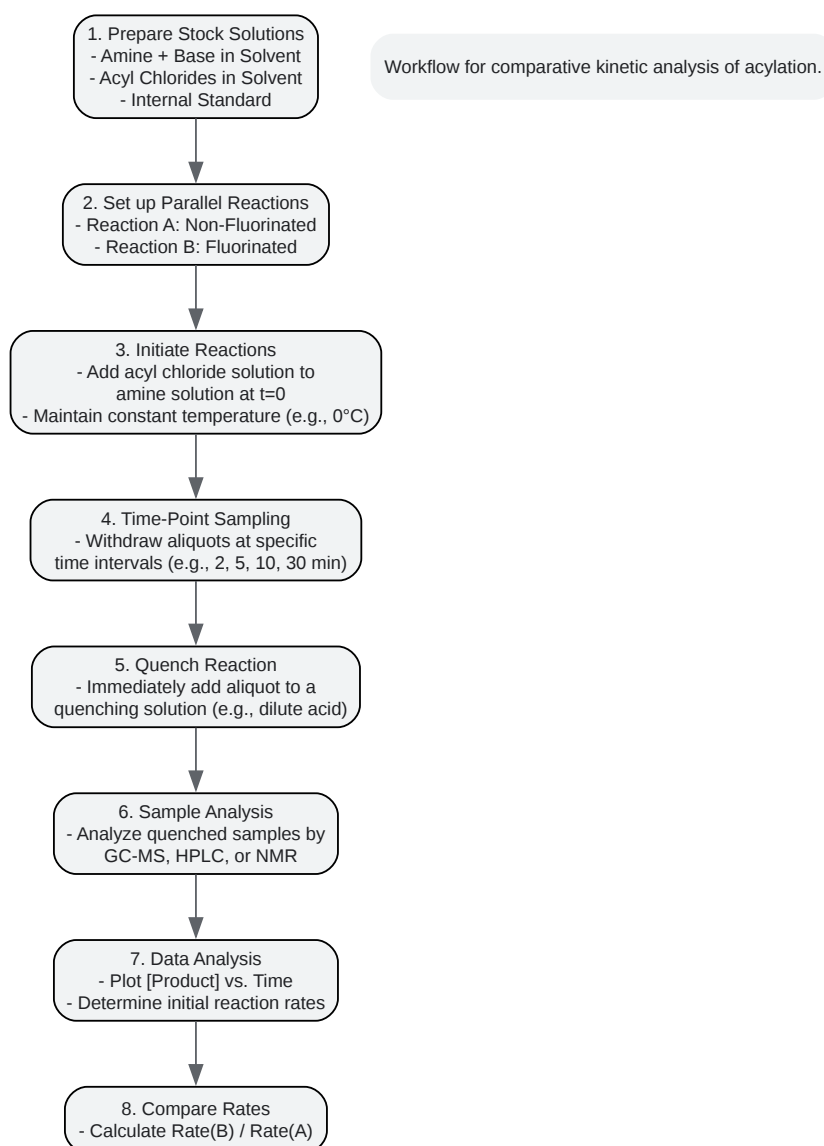 1. Prepare Stock Solutions
- Amine + Base in Solvent
- Acyl Chlorides in Solvent
- Internal Standard
Workflow for comparative kinetic analysis of acylation.
2. Set up Parallel Reactions
- Reaction A: Non-Fluorinated
- Reaction B: Fluorinated
3. Initiate Reactions
- Add acyl chloride solution to
amine solution at t=0
- Maintain constant temperature (e.g., 0°C)
4. Time-Point Sampling
- Withdraw aliquots at specific
time intervals (e.g., 2, 5, 10, 30 min)
5. Quench Reaction
- Immediately add aliquot to a
quenching solution (e.g., dilute acid)
6. Sample Analysis
- Analyze quenched samples by
GC-MS, HPLC, or NMR
7. Data Analysis
- Plot [Product] vs. Time
- Determine initial reaction rates
8. Compare Rates
- Calculate Rate(B) / Rate(A)